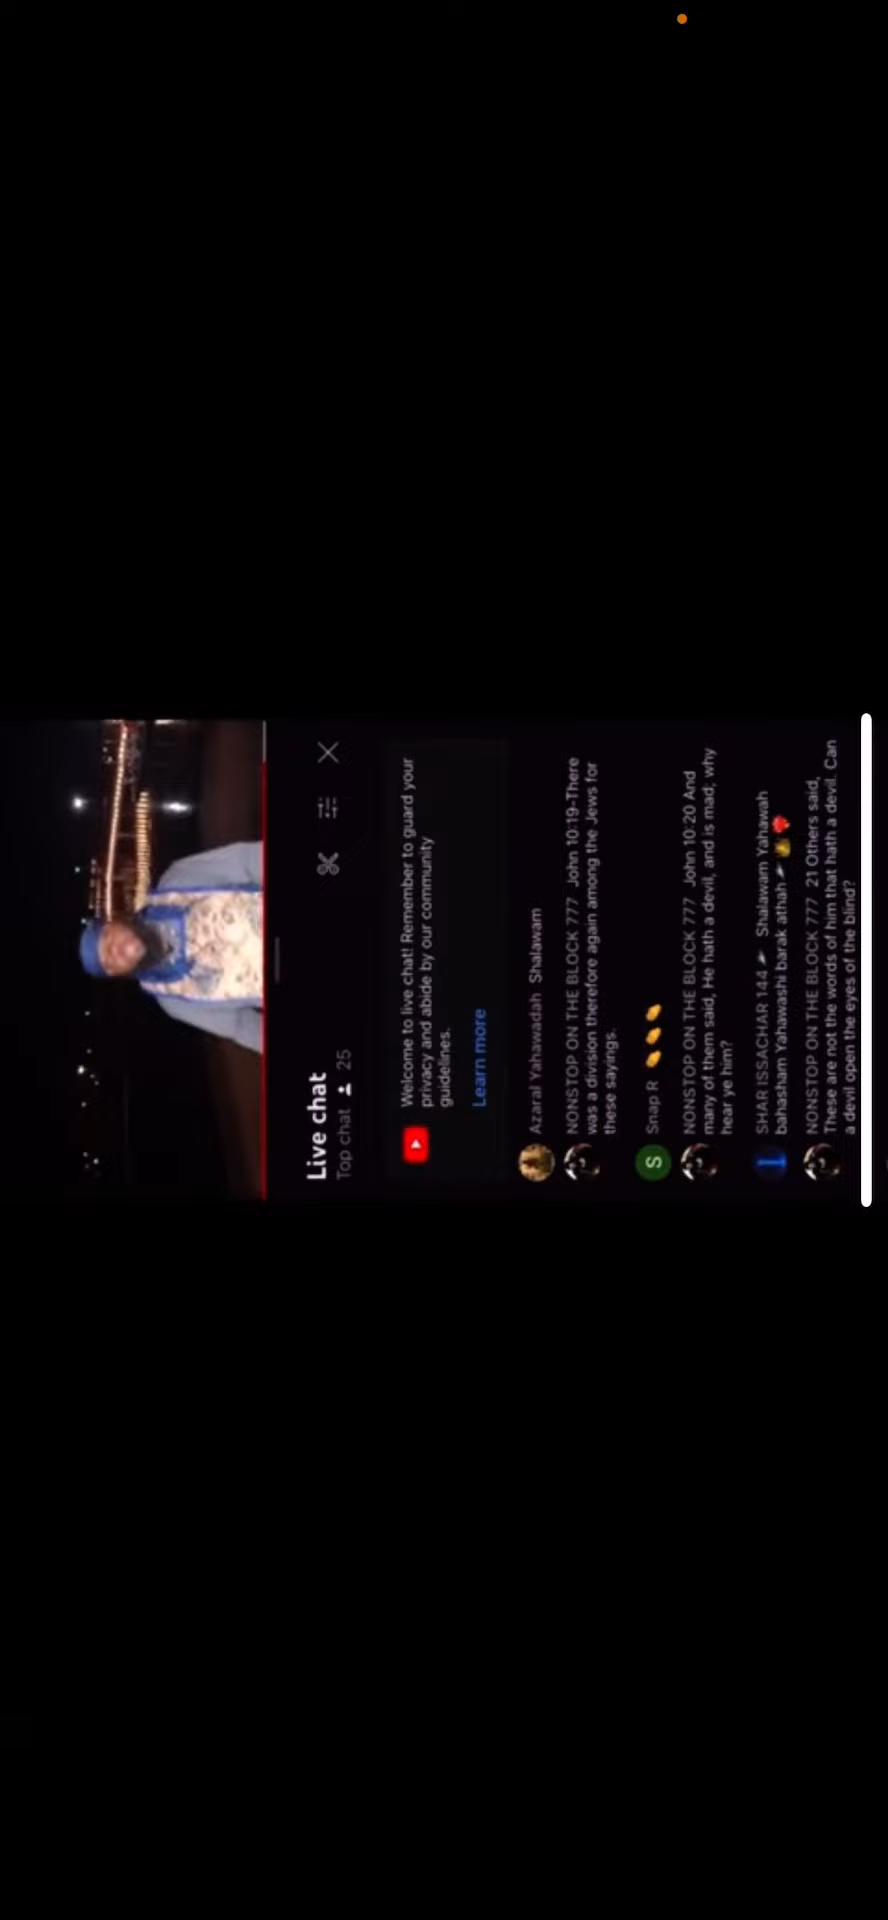 Live chat
Top chat 25
Welcome to live chat! Remember to guard your
privacy and abide by our community
guidelines.
Learn more
Azaral Yahawadah Shalawam
NONSTOP ON THE BLOCK 777 John 10:19-There
was a division therefore again among the Jews for
these sayings.
S Snap R
NONSTOP ON THE BLOCK 777 John 10:20 And
many of them said, He hath a devil, and is mad; why
hear ye him?
I SHAR ISSACHAR 144 Shalawam Yahawah
bahasham Yahawashi barak athah
NONSTOP ON THE BLOCK 777 21 Others said,
These are not the words of him that hath a devil. Can
a devil open the eyes of the blind?